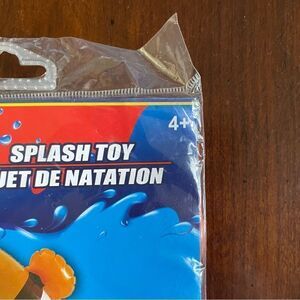 4+
SPLASH TOY
JET DE NATATION